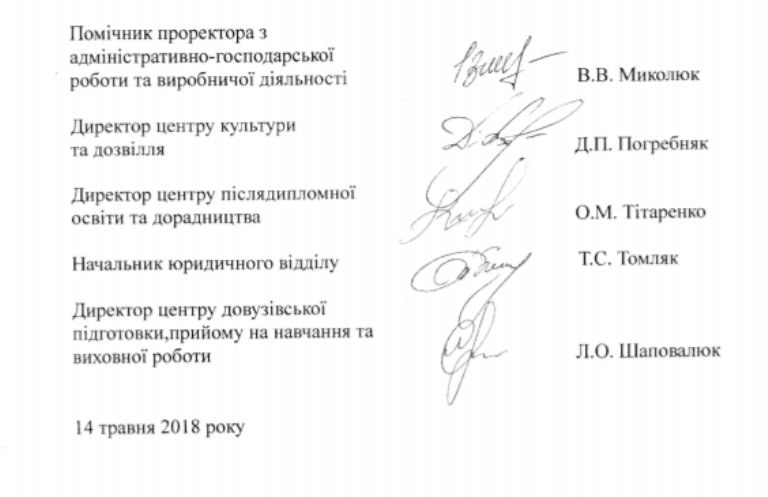 Помічник проректора з
адміністративно-господарської
роботи та виробничої діяльності
В.В. Миколюк
Директор центру культури
та дозвілля
Д.П. Погребняк
Директор центру післядипломної
освіти та дорадництва
О.М. Тітаренко
Начальник юридичного відділу
Т.С. Томляк
Директор центру довузівської
підготовки,прийому на навчання та
виховної роботи
Л.О. Шаповалюк
14 травня 2018 року